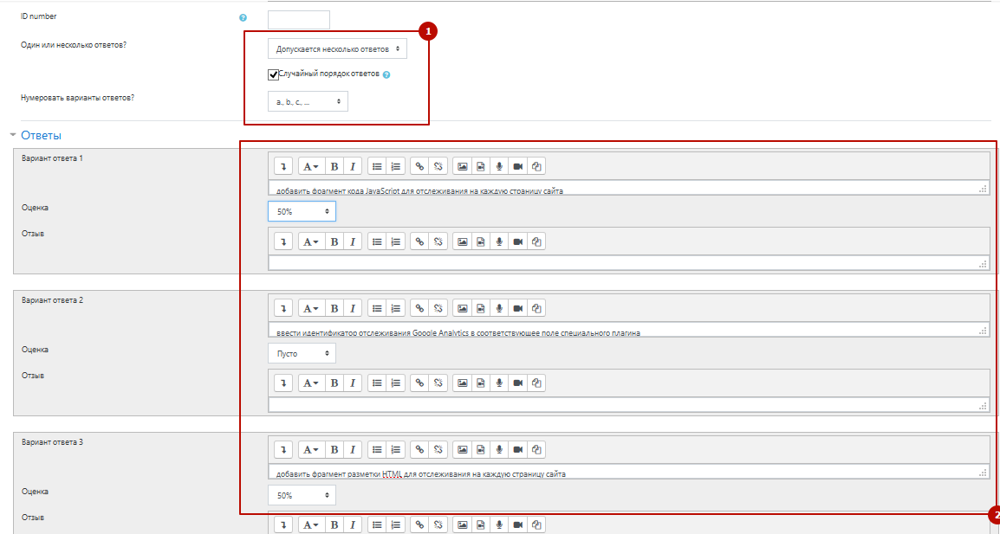 ID number
1
Один или несколько ответов?
Допускается несколько ответов
Случайный порядок ответов
Нумеровать варианты ответов?
a., b., c., ...
Ответы
Вариант ответа 1
A B I
добавить фрагмент кода JavaScript для отслеживания на каждую страницу сайта
Оценка
50%
Отзыв
A B I
Вариант ответа 2
A B I
ввести идентификатор отслеживания Google Analytics в соответствующее поле специального плагина
Оценка
Пусто
Отзыв
A B I
Вариант ответа 3
A B I
добавить фрагмент разметки HTML для отслеживания на каждую страницу сайта
Оценка
50%
2
Отзыв
A B I